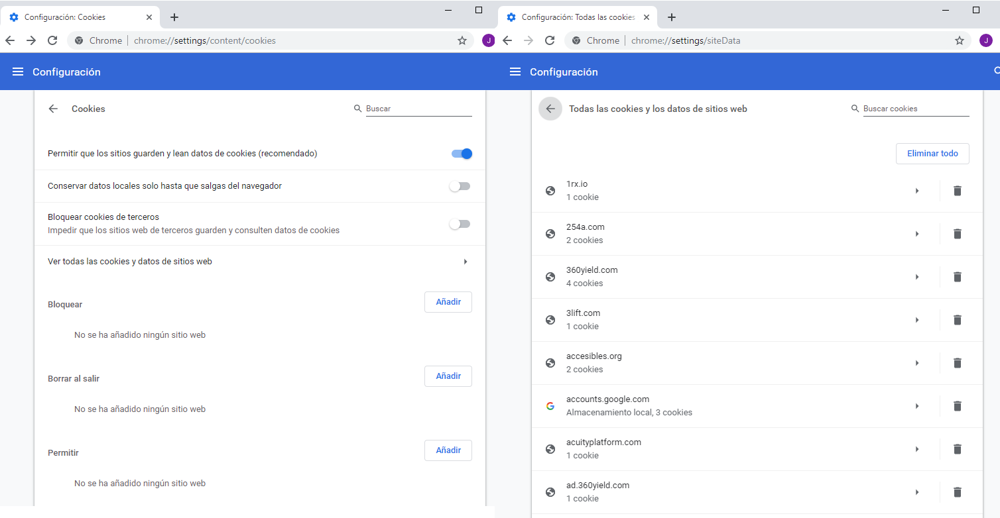 Configuración: Cookies
Chrome
chrome://settings/content/cookies
J
Configuración
Cookies
Buscar
Permitir que los sitios guarden y lean datos de cookies (recomendado)
Conservar datos locales solo hasta que salgas del navegador
Bloquear cookies de terceros
Impedir que los sitios web de terceros guarden y consulten datos de cookies
Ver todas las cookies y datos de sitios web
Bloquear
Añadir
No se ha añadido ningún sitio web
Borrar al salir
Añadir
No se ha añadido ningún sitio web
Permitir
Añadir
No se ha añadido ningún sitio web
Configuración: Todas las cookies
Chrome
chrome://settings/siteData
J
Configuración
Todas las cookies y los datos de sitios web
Buscar cookies
Eliminar todo
1rx.io
1 cookie
254a.com
2 cookies
360yield.com
4 cookies
3lift.com
1 cookie
accesibles.org
2 cookies
accounts.google.com
Almacenamiento local, 3 cookies
acuityplatform.com
1 cookie
ad.360yield.com
1 cookie